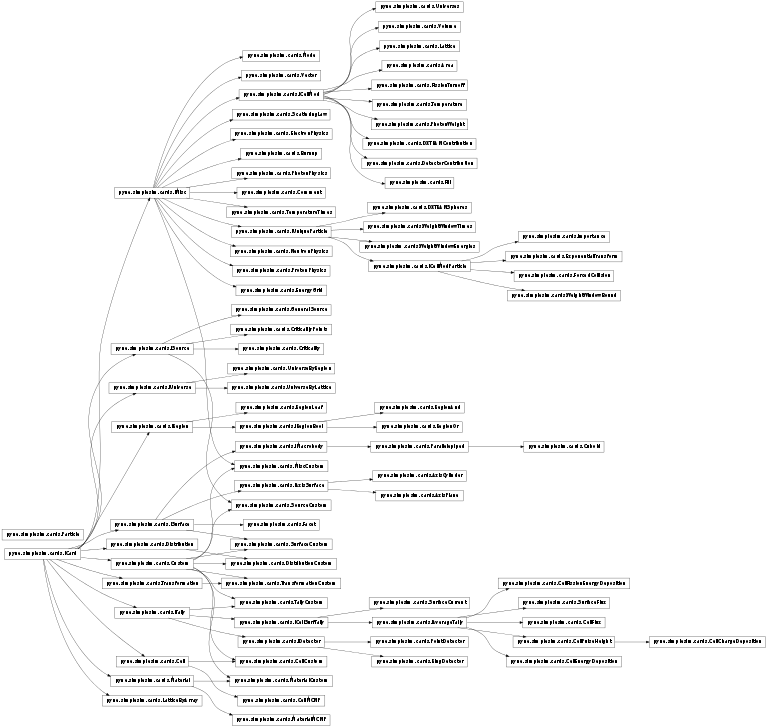 pyne.simplesim.cards.Universes
pyne.simplesim.cards.Volume
pyne.simplesim.cards.Lattice
pyne.simplesim.cards.Mode
pyne.simplesim.cards.Area
pyne.simplesim.cards.Vector
pyne.simplesim.cards.FissionTurnoff
pyne.simplesim.cards.ICellMod
pyne.simplesim.cards.Temperature
pyne.simplesim.cards.ScatteringLaw
pyne.simplesim.cards.PhotonWeight
pyne.simplesim.cards.ElectronPhysics
pyne.simplesim.cards.DXTRANContribution
pyne.simplesim.cards.Burnup
pyne.simplesim.cards.DetectorContribution
pyne.simplesim.cards.PhotonPhysics
pyne.simplesim.cards.Fill
pyne.simplesim.cards.IMisc
pyne.simplesim.cards.Comment
pyne.simplesim.cards.TemperatureTimes
pyne.simplesim.cards.DXTRANSpheres
pyne.simplesim.cards.WeightWindowTimes
pyne.simplesim.cards.IUniqueParticle
pyne.simplesim.cards.Importance
pyne.simplesim.cards.WeightWindowEnergies
pyne.simplesim.cards.NeutronPhysics
pyne.simplesim.cards.ExponentialTransform
pyne.simplesim.cards.ICellModParticle
pyne.simplesim.cards.ProtonPhysics
pyne.simplesim.cards.ForcedCollision
pyne.simplesim.cards.EnergyGrid
pyne.simplesim.cards.WeightWindowBound
pyne.simplesim.cards.GeneralSource
pyne.simplesim.cards.CriticalityPoints
pyne.simplesim.cards.ISource
pyne.simplesim.cards.Criticality
pyne.simplesim.cards.UniverseByRegion
pyne.simplesim.cards.IUniverse
pyne.simplesim.cards.UniverseByLattice
pyne.simplesim.cards.RegionLeaf
pyne.simplesim.cards.RegionAnd
pyne.simplesim.cards.IRegion
pyne.simplesim.cards.IRegionBool
pyne.simplesim.cards.RegionOr
pyne.simplesim.cards.IMacrobody
pyne.simplesim.cards.Parallelepiped
pyne.simplesim.cards.Cuboid
pyne.simplesim.cards.MiscCustom
pyne.simplesim.cards.AxisCylinder
pyne.simplesim.cards.IAxisSurface
pyne.simplesim.cards.AxisPlane
pyne.simplesim.cards.SourceCustom
pyne.simplesim.cards.ISurface
pyne.simplesim.cards.Facet
pyne.simplesim.cards.Particle
pyne.simplesim.cards.Distribution
pyne.simplesim.cards.SurfaceCustom
pyne.simplesim.cards.ICard
pyne.simplesim.cards.Custom
pyne.simplesim.cards.DistributionCustom
pyne.simplesim.cards.Transformation
pyne.simplesim.cards.TransformationCustom
pyne.simplesim.cards.CellFissionEnergyDeposition
pyne.simplesim.cards.TallyCustom
pyne.simplesim.cards.SurfaceCurrent
pyne.simplesim.cards.SurfaceFlux
pyne.simplesim.cards.ITally
pyne.simplesim.cards.ICellSurfTally
pyne.simplesim.cards.IAverageTally
pyne.simplesim.cards.CellFlux
pyne.simplesim.cards.IDetector
pyne.simplesim.cards.PointDetector
pyne.simplesim.cards.CellPulseHeight
pyne.simplesim.cards.CellChargeDeposition
pyne.simplesim.cards.Cell
pyne.simplesim.cards.CellCustom
pyne.simplesim.cards.RingDetector
pyne.simplesim.cards.CellEnergyDeposition
pyne.simplesim.cards.Material
pyne.simplesim.cards.MaterialCustom
pyne.simplesim.cards.LatticeByArray
pyne.simplesim.cards.CellMCNP
pyne.simplesim.cards.MaterialMCNP